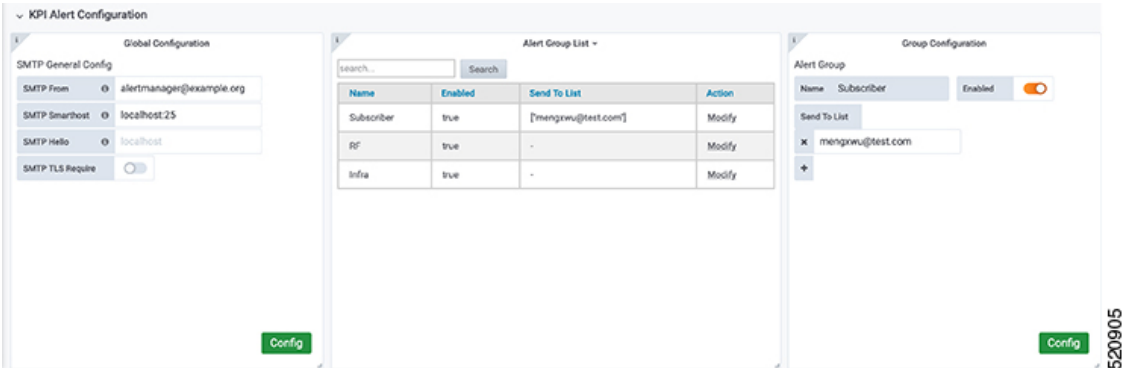 KPI Alert Configuration
Global Configuration
SMTP General Config
SMTP From alertmanager@example.org
SMTP Smarthost localhost:25
SMTP Hello localhost
SMTP TLS Require
Config
Alert Group List
search... Search
Name Enabled Send To List Action
Subscriber true ['mengxwu@test.com'] Modify
RF true - Modify
Infra true - Modify
Group Configuration
Alert Group
Name Subscriber Enabled
Send To List
x mengxwu@test.com
+
Config
520905